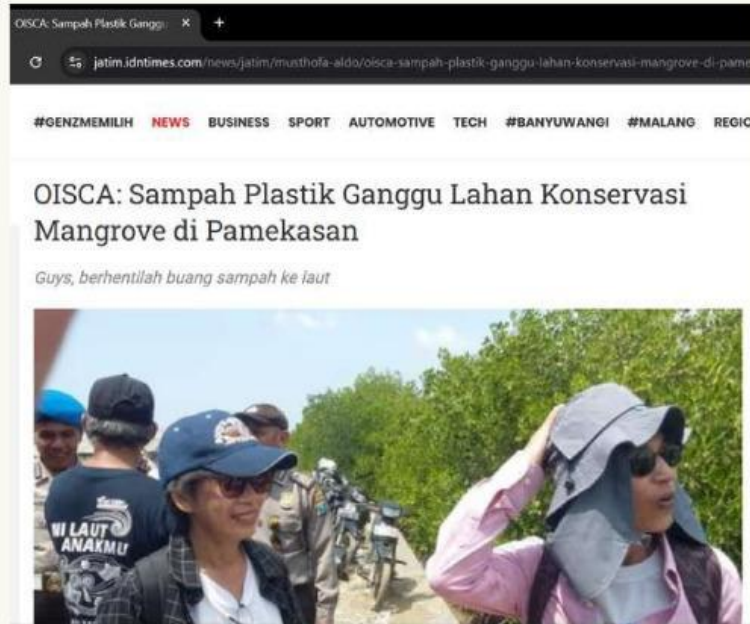 OISCA: Sampah Plastik Ganggu
jatim.idntimes.com/news/jatim/musthofa-aldo/oisca-sampah-plastik-ganggu-lahan-konservasi-mangrove-di-pame
#GENZMEMILIH NEWS BUSINESS SPORT AUTOMOTIVE TECH #BANYUWANGI #MALANG REGIO
OISCA: Sampah Plastik Ganggu Lahan Konservasi
Mangrove di Pamekasan
Guys, berhentilah buang sampah ke laut
NI LAUT
ANAKMU